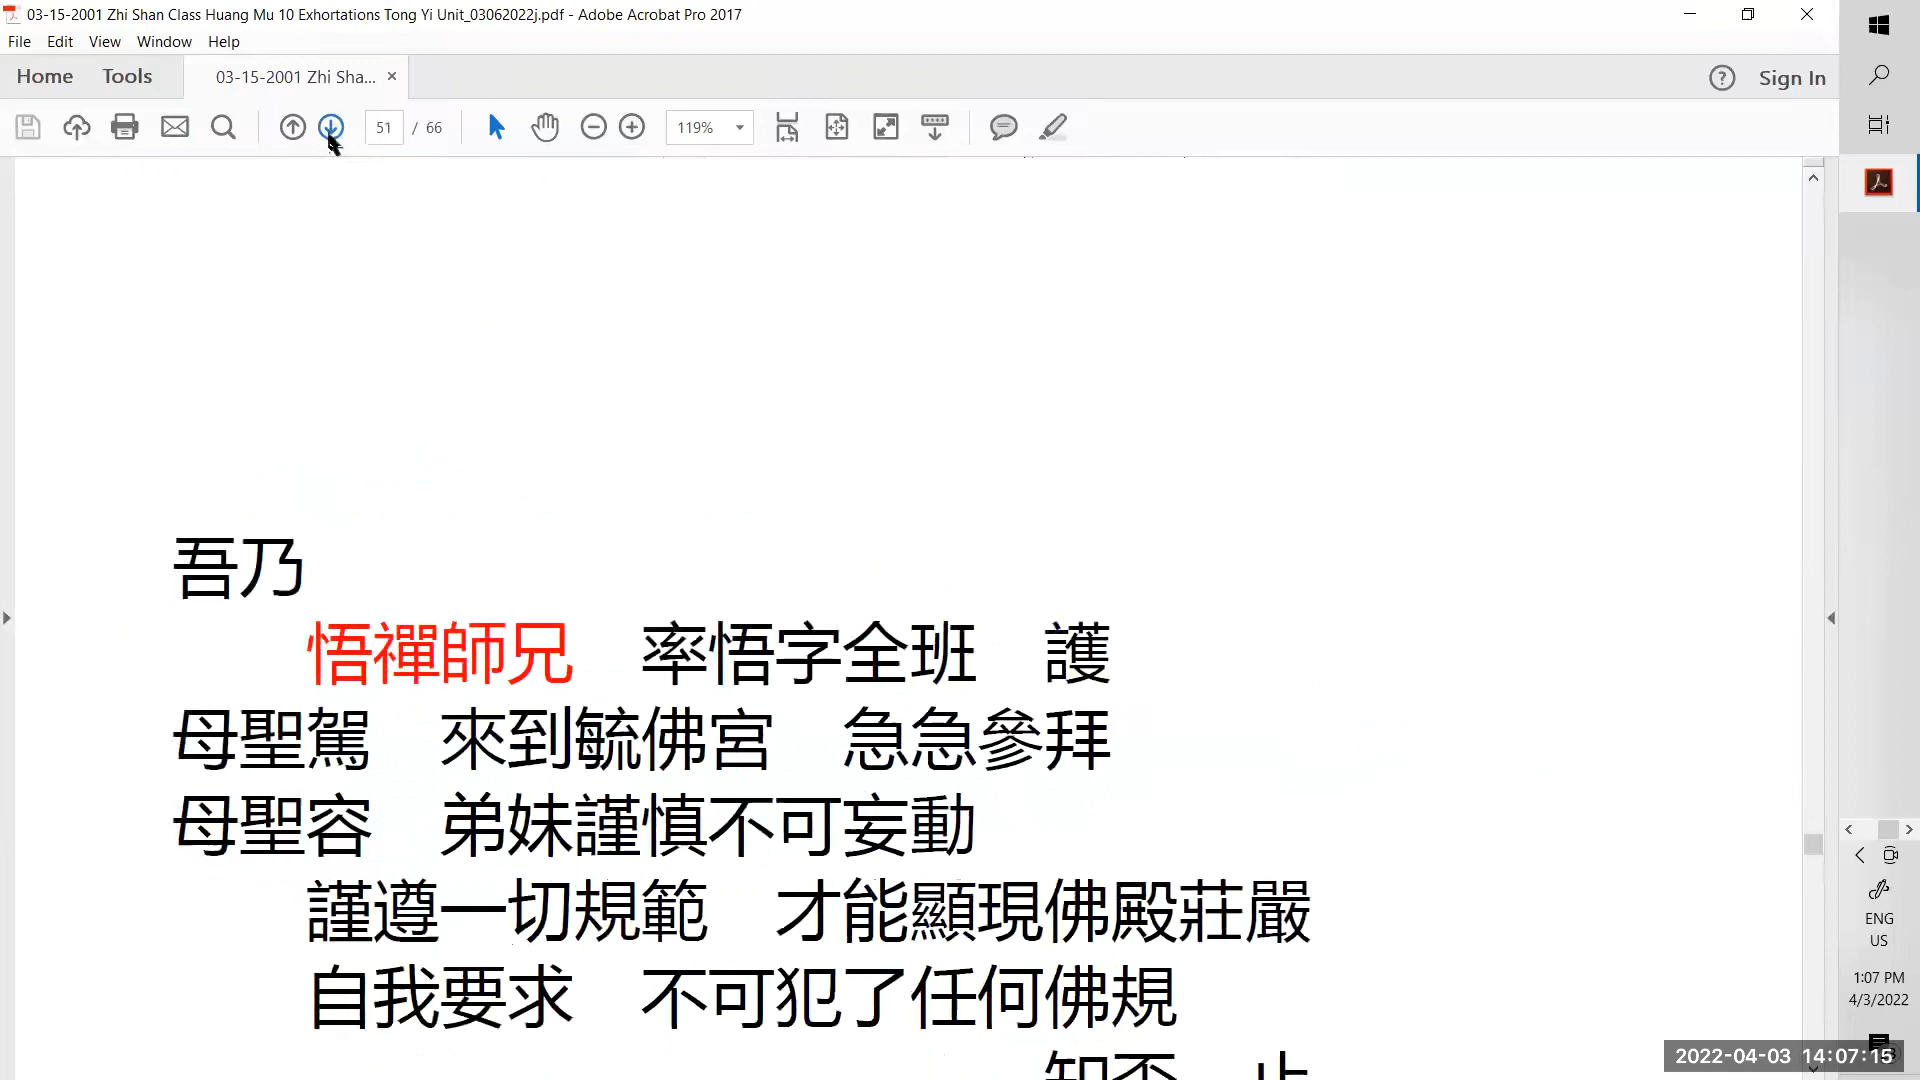 03-15-2001 Zhi Shan Class Huang Mu 10 Exhortations Tong Yi Unit_03062022j.pdf - Adobe Acrobat Pro 2017
File Edit View Window Help
Home Tools 03-15-2001 Zhi Sha... × Sign In
51 / 66 119%
吾乃
悟禪師兄 率悟字全班 護
母聖駕 來到毓佛宮 急急參拜
母聖容 弟妹謹慎不可妄動
謹遵一切規範 才能顯現佛殿莊嚴
自我要求 不可犯了任何佛規
知否 止
ENG
US
1:07 PM
4/3/2022
2022-04-03 14:07:15